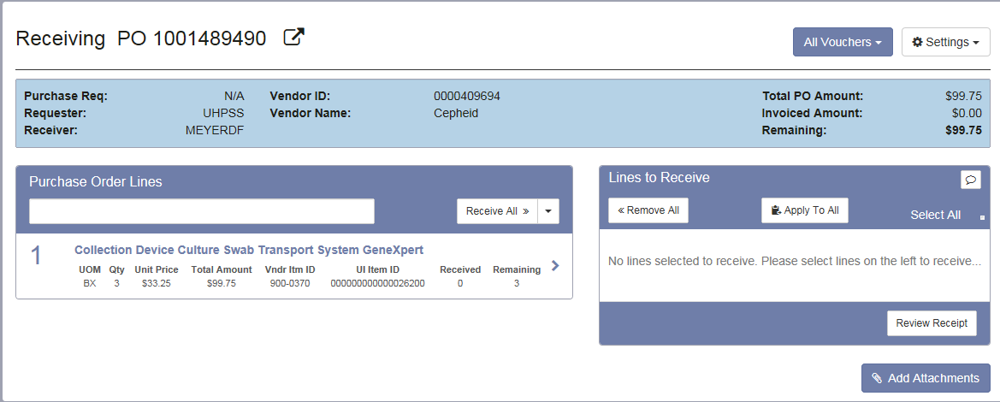 Receiving PO 1001489490
All Vouchers
Settings
Purchase Req: N/A
Requester: UHPSS
Receiver: MEYERDF
Vendor ID: 0000409694
Vendor Name: Cepheid
Total PO Amount: $99.75
Invoiced Amount: $0.00
Remaining: $99.75
Purchase Order Lines
Receive All »
1 Collection Device Culture Swab Transport System GeneXpert
UOM Qty Unit Price Total Amount Vndr Itm ID UI Item ID Received Remaining
BX 3 $33.25 $99.75 900-0370 000000000000026200 0 3
Lines to Receive
« Remove All
Apply To All
Select All
No lines selected to receive. Please select lines on the left to receive...
Review Receipt
Add Attachments